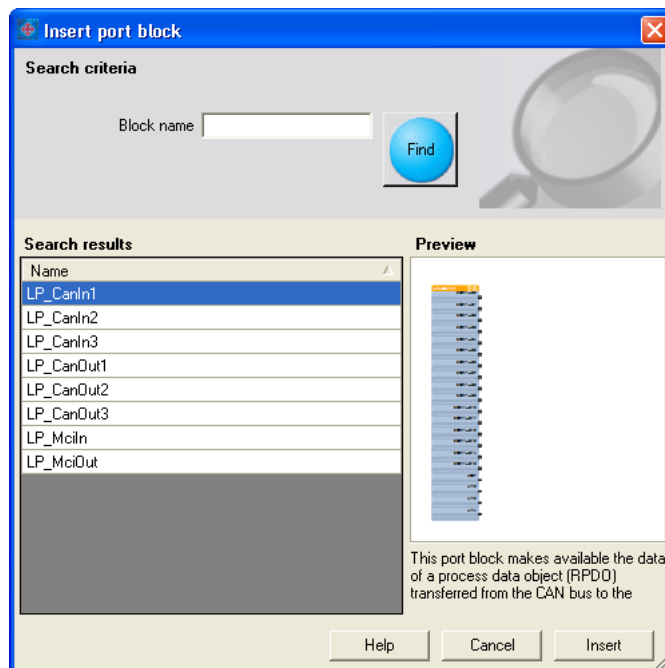 Insert port block
Search criteria
Block name
Find
Search results
Preview
Name
LP_CanIn1
LP_CanIn2
LP_CanIn3
LP_CanOut1
LP_CanOut2
LP_CanOut3
LP_MciIn
LP_MciOut
This port block makes available the data
of a process data object (RPDO)
transferred from the CAN bus to the
Help
Cancel
Insert